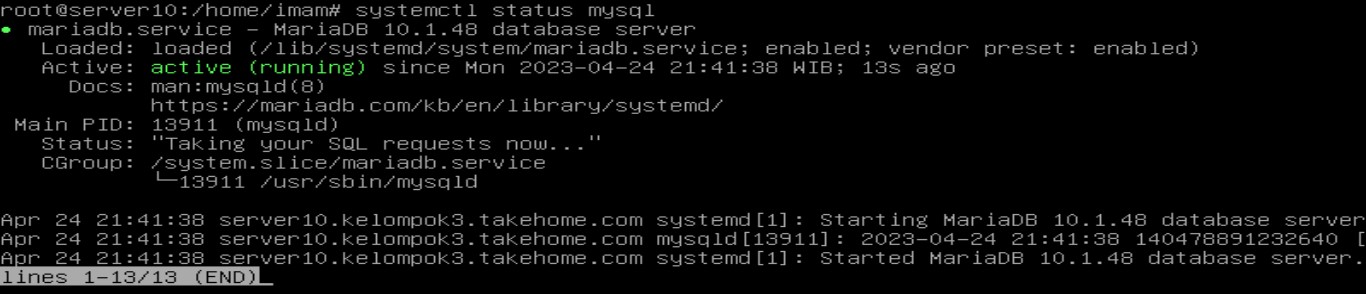 root@server10:/home/imam# systemctl status mysql
● mariadb.service - MariaDB 10.1.48 database server
   Loaded: loaded (/lib/systemd/system/mariadb.service; enabled; vendor preset: enabled)
   Active: active (running) since Mon 2023-04-24 21:41:38 WIB; 13s ago
     Docs: man:mysqld(8)
           https://mariadb.com/kb/en/library/systemd/
 Main PID: 13911 (mysqld)
   Status: "Taking your SQL requests now..."
   CGroup: /system.slice/mariadb.service
           └─13911 /usr/sbin/mysqld

Apr 24 21:41:38 server10.kelompok3.takehome.com systemd[1]: Starting MariaDB 10.1.48 database server
Apr 24 21:41:38 server10.kelompok3.takehome.com mysqld[13911]: 2023-04-24 21:41:38 140478891232640 [
Apr 24 21:41:38 server10.kelompok3.takehome.com systemd[1]: Started MariaDB 10.1.48 database server.
lines 1-13/13 (END)